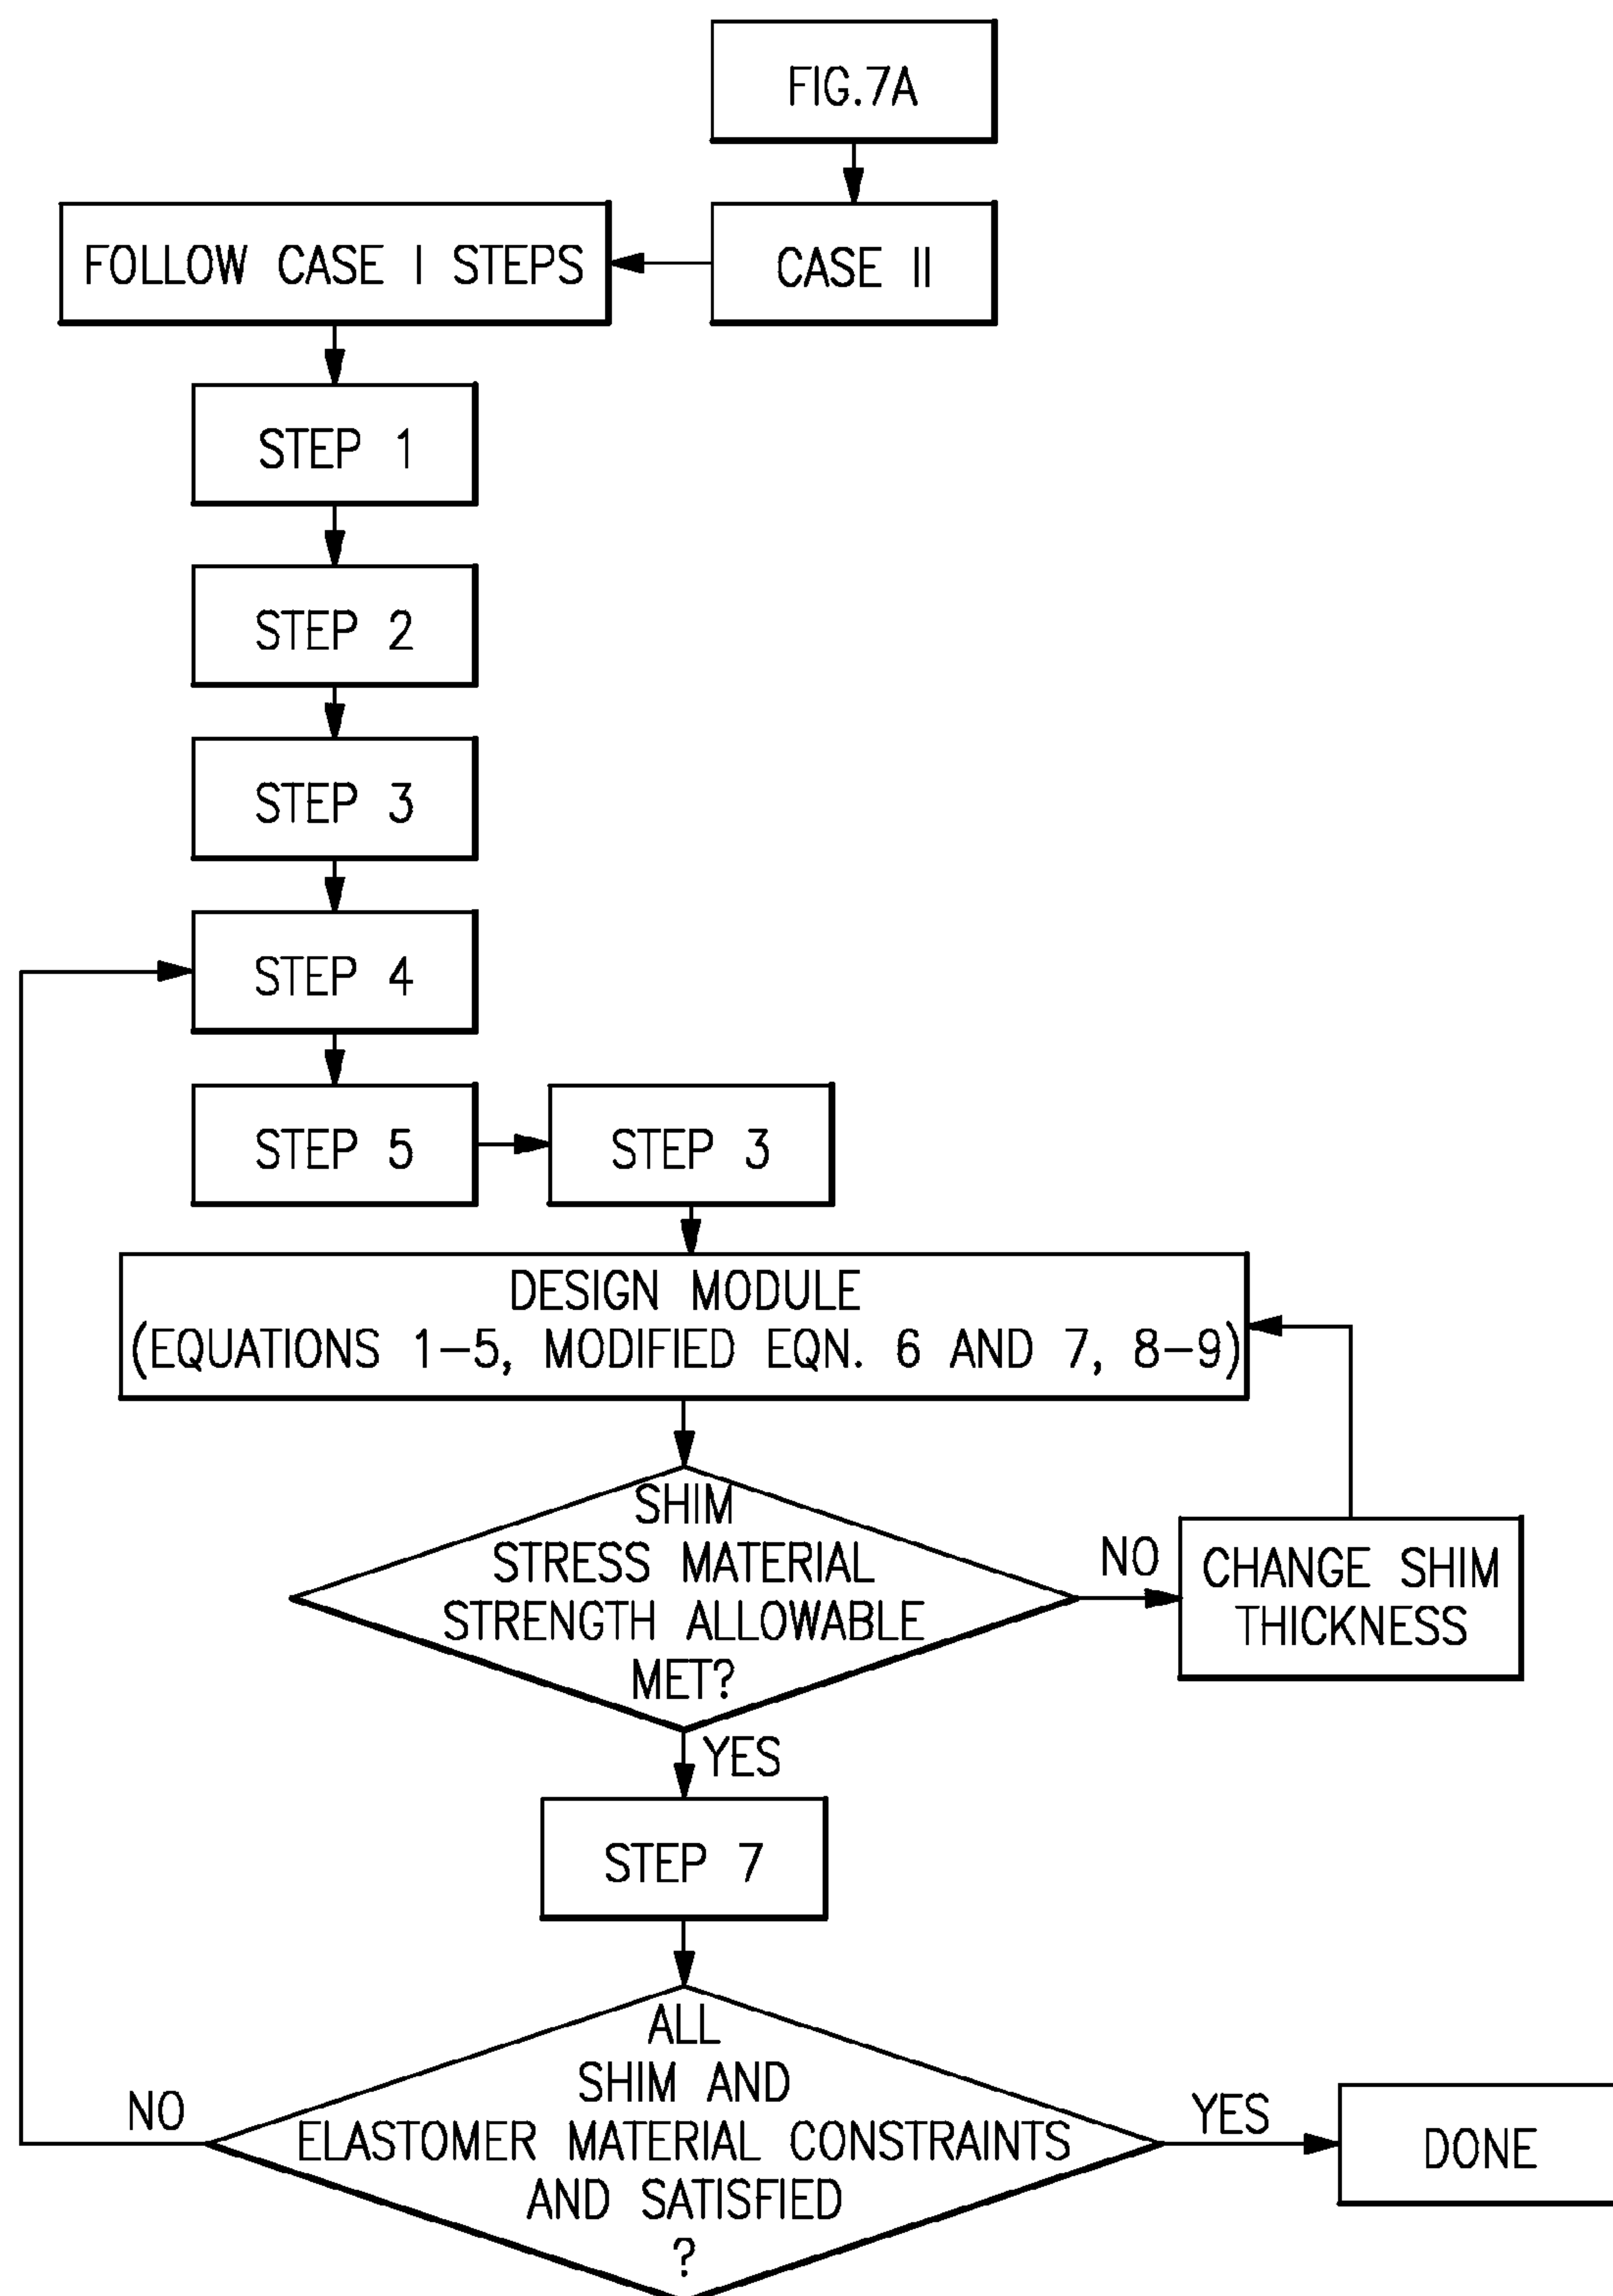 FIG.7A
FOLLOW CASE I STEPS
CASE II
STEP 1
STEP 2
STEP 3
STEP 4
STEP 5
STEP 3
DESIGN MODULE
(EQUATIONS 1-5, MODIFIED EQN. 6 AND 7, 8-9)
SHIM
STRESS MATERIAL
STRENGTH ALLOWABLE
MET?
NO
CHANGE SHIM
THICKNESS
YES
STEP 7
ALL
SHIM AND
ELASTOMER MATERIAL CONSTRAINTS
AND SATISFIED
?
NO
YES
DONE